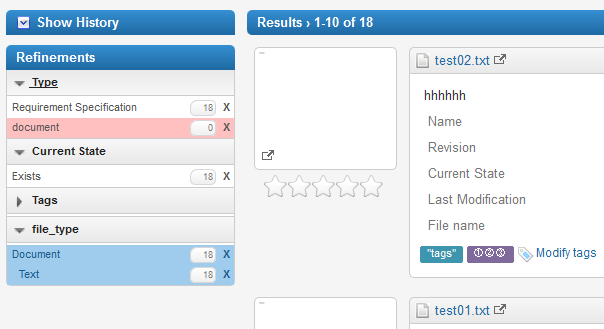 Show History
Refinements
Type
Requirement Specification 18 X
document 0 X
Current State
Exists 18 X
Tags
file_type
Document 18 X
Text 18 X
Results › 1-10 of 18
test02.txt
hhhhhh
Name
Revision
Current State
Last Modification
File name
"tags" ①②③ Modify tags
test01.txt